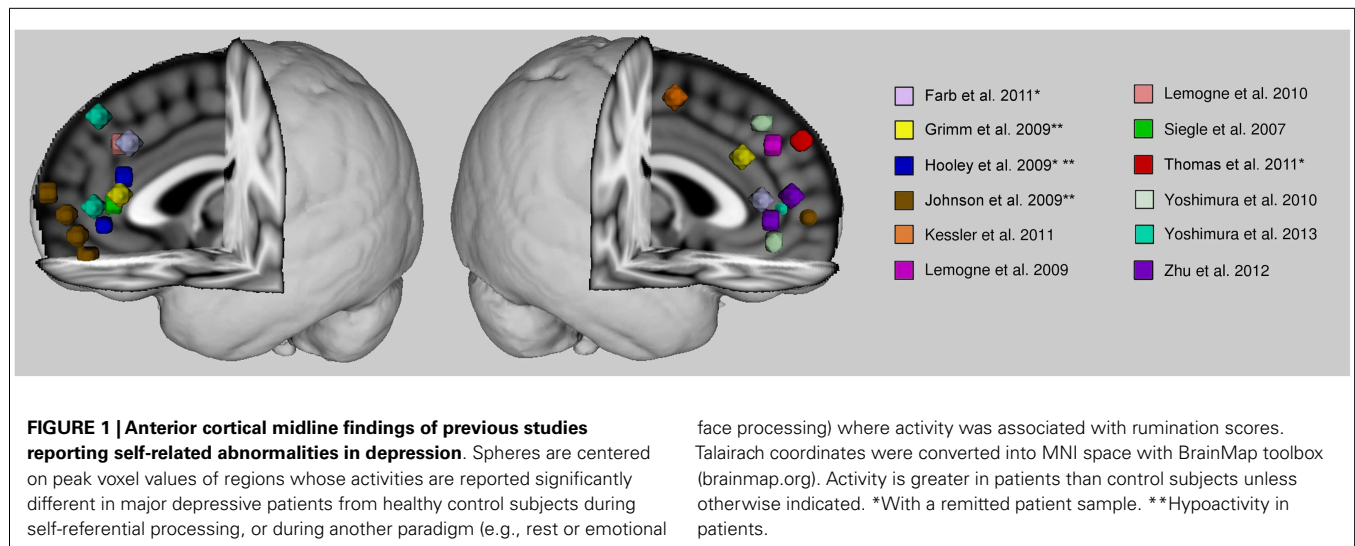 Farb et al. 2011*
Grimm et al. 2009**
Hooley et al. 2009* **
Johnson et al. 2009**
Kessler et al. 2011
Lemogne et al. 2009
Lemogne et al. 2010
Siegle et al. 2007
Thomas et al. 2011*
Yoshimura et al. 2010
Yoshimura et al. 2013
Zhu et al. 2012
FIGURE 1 | Anterior cortical midline findings of previous studies
reporting self-related abnormalities in depression. Spheres are centered
on peak voxel values of regions whose activities are reported significantly
different in major depressive patients from healthy control subjects during
self-referential processing, or during another paradigm (e.g., rest or emotional
face processing) where activity was associated with rumination scores.
Talairach coordinates were converted into MNI space with BrainMap toolbox
(brainmap.org). Activity is greater in patients than control subjects unless
otherwise indicated. *With a remitted patient sample. **Hypoactivity in
patients.